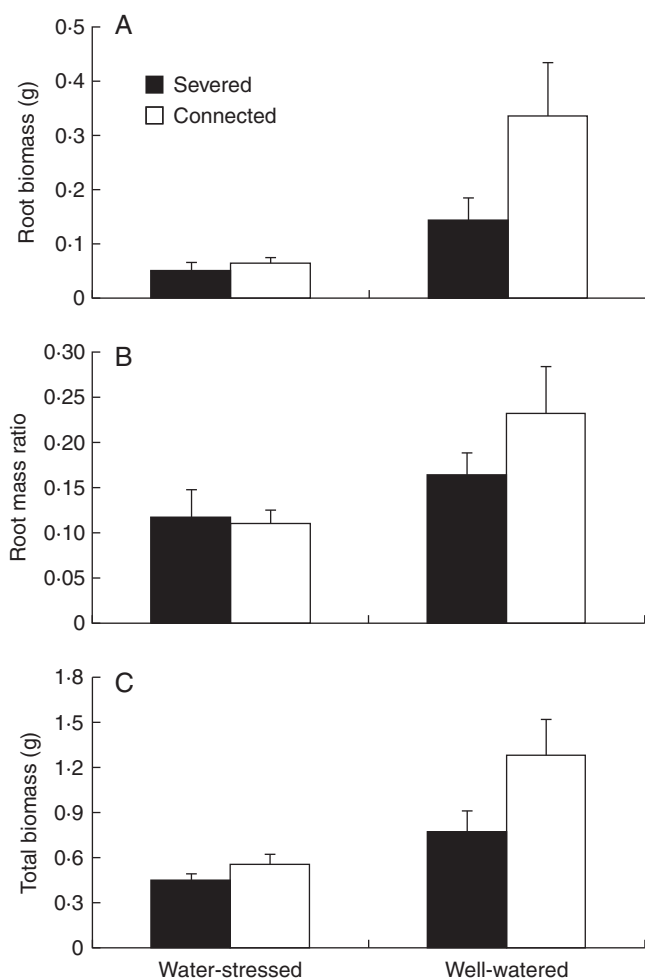 A
Root biomass (g)
0·5
0·4
0·3
0·2
0·1
0
Severed
Connected
B
Root mass ratio
0·30
0·25
0·20
0·15
0·10
0·05
0
C
Total biomass (g)
1·8
1·5
1·2
0·9
0·6
0·3
0
Water-stressed
Well-watered